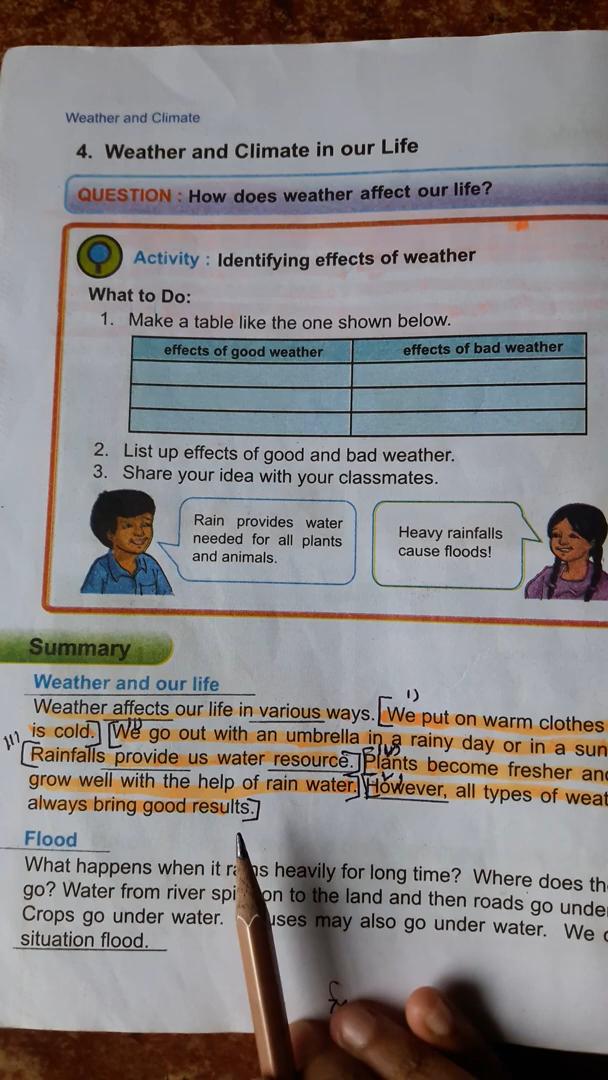 Weather and Climate
4. Weather and Climate in our Life
QUESTION : How does weather affect our life?
Activity : Identifying effects of weather
What to Do:
1. Make a table like the one shown below.
effects of good weather effects of bad weather
2. List up effects of good and bad weather.
3. Share your idea with your classmates.
Rain provides water
needed for all plants
and animals.
Heavy rainfalls
cause floods!
Summary
Weather and our life
1)
Weather affects our life in various ways. [We put on warm clothes
is cold.] [We go out with an umbrella in a rainy day or in a sun
[Rainfalls provide us water resource.] [Plants become fresher and
grow well with the help of rain water.] [However, all types of weat
always bring good results.]
Flood
What happens when it heavily for long time? Where does th
go? Water from river on to the land and then roads go unde
Crops go under water. may also go under water. We
situation flood.